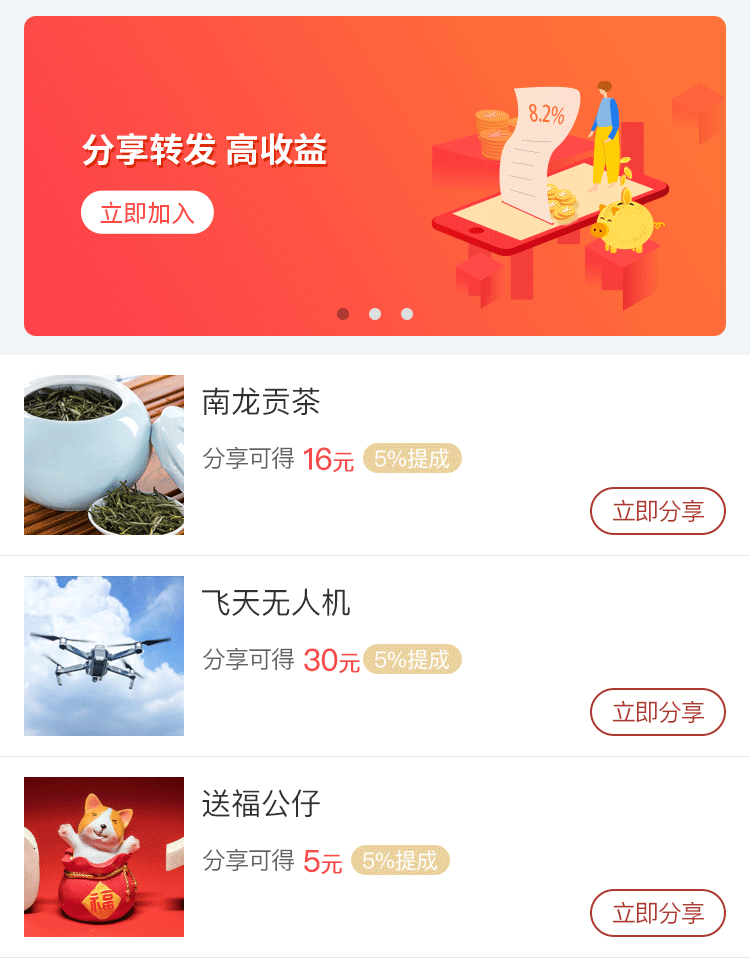 8.2%
分享转发 高收益
立即加入
南龙贡茶
分享可得 16元 5%提成
立即分享
飞天无人机
分享可得 30元 5%提成
立即分享
送福公仔
分享可得 5元 5%提成
福
立即分享